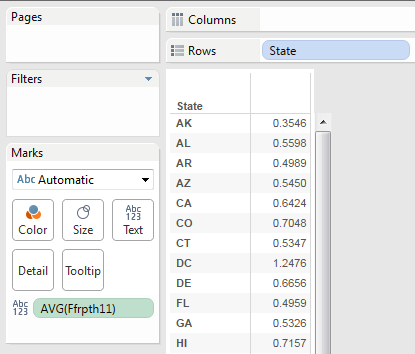 Pages
Columns
Rows
State
Filters
Marks
Abc Automatic
Color
Size
Abc
123
Text
Detail
Tooltip
Abc
123
AVG(Ffrpth11)
State
AK 0.3546
AL 0.5598
AR 0.4989
AZ 0.5450
CA 0.6424
CO 0.7048
CT 0.5347
DC 1.2476
DE 0.6656
FL 0.4959
GA 0.5326
HI 0.7157